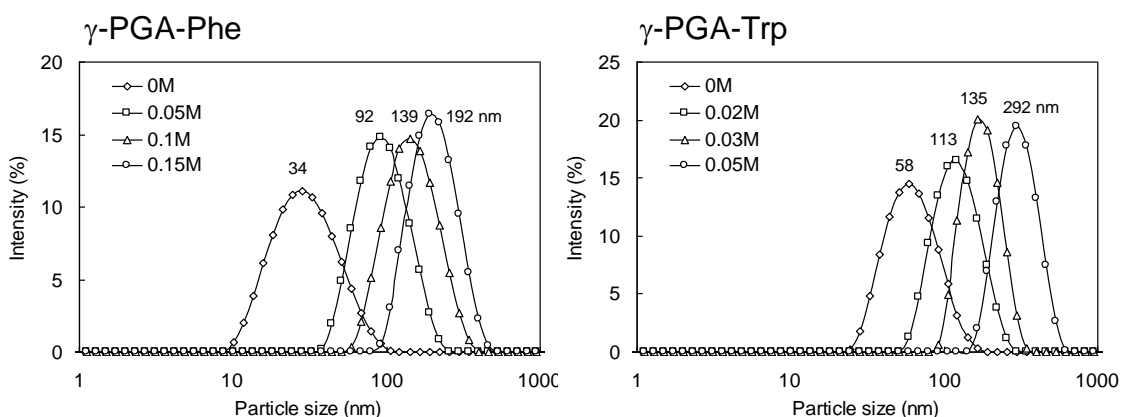 γ-PGA-Phe
20
15
10
5
0
Intensity (%)
0M
0.05M
0.1M
0.15M
34
92
139
192 nm
1
10
100
1000
Particle size (nm)
γ-PGA-Trp
25
20
15
10
5
0
Intensity (%)
0M
0.02M
0.03M
0.05M
58
113
135
292 nm
1
10
100
1000
Particle size (nm)